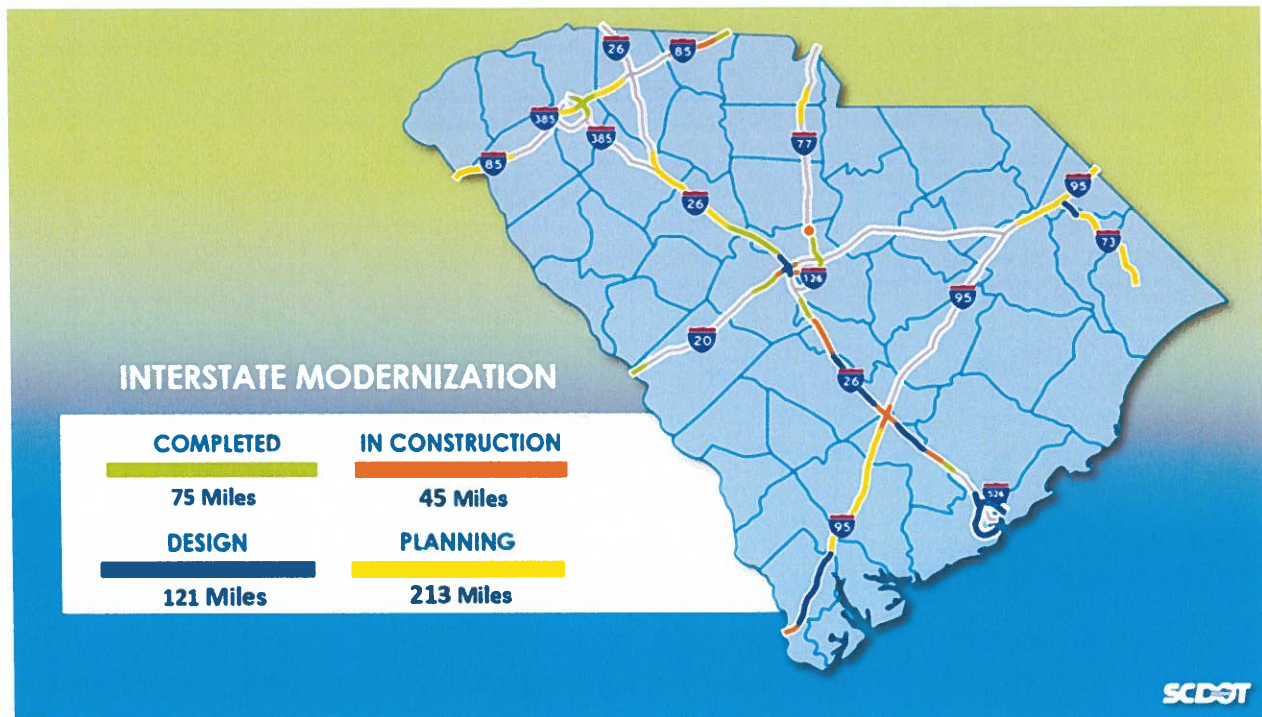 26
85
385
385
77
85
95
26
73
126
95
20
INTERSTATE MODERNIZATION
26
COMPLETED
IN CONSTRUCTION
75 Miles
45 Miles
526
95
DESIGN
PLANNING
121 Miles
213 Miles
SCDOT